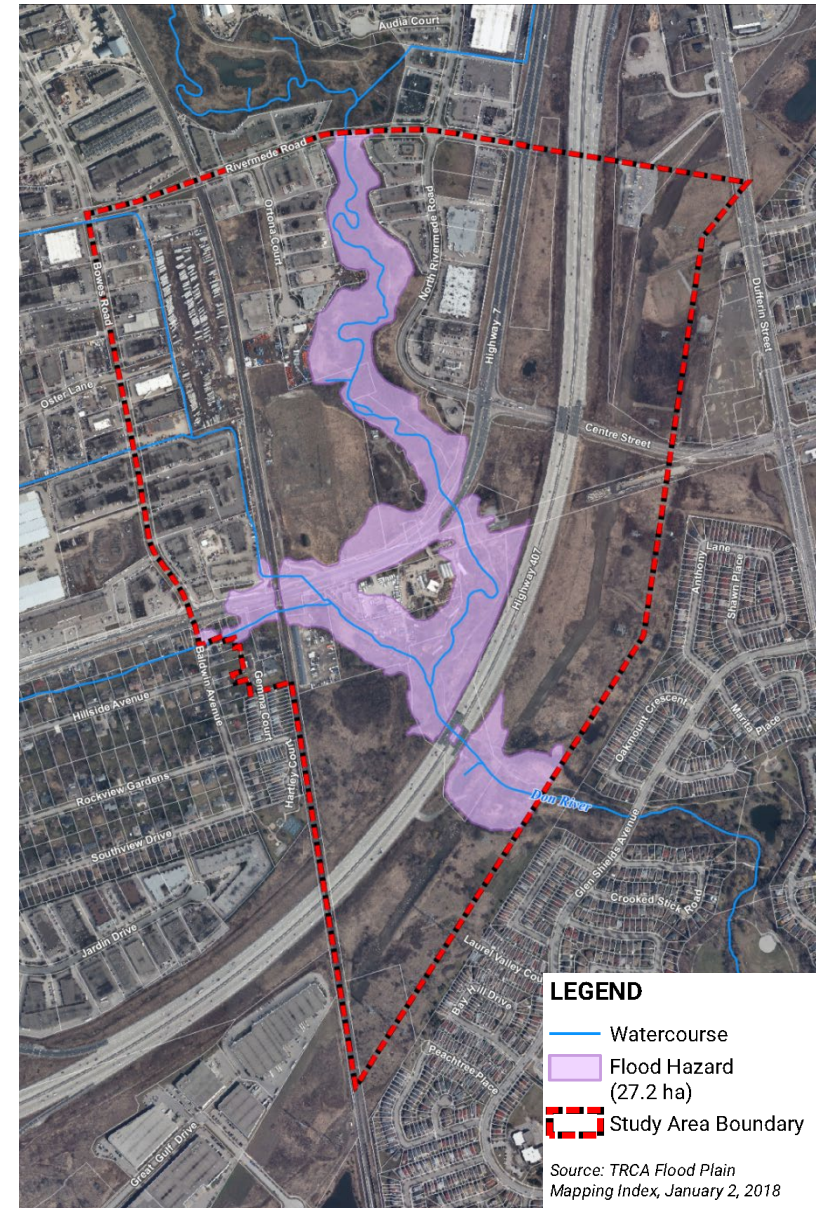 Audia Court
Rivermede Road
Ortona Court
North Rivermede Road
Bowes Road
Highway 7
Dufferin Street
Oster Lane
Centre Street
Highway 407
Anthony Lane
Shawn Place
Baldwin Avenue
Gemma Court
Hillside Avenue
Hartley Court
Oakmount Crescent
Marita Place
Rockview Gardens
Don River
Southview Drive
Glen Shields Avenue
Crooked Stick Road
Jardin Drive
Laurel Valley Cou
Bay Hill Drive
Peachtree Place
Great Gulf Drive
LEGEND
Watercourse
Flood Hazard
(27.2 ha)
Study Area Boundary
Source: TRCA Flood Plain
Mapping Index, January 2, 2018